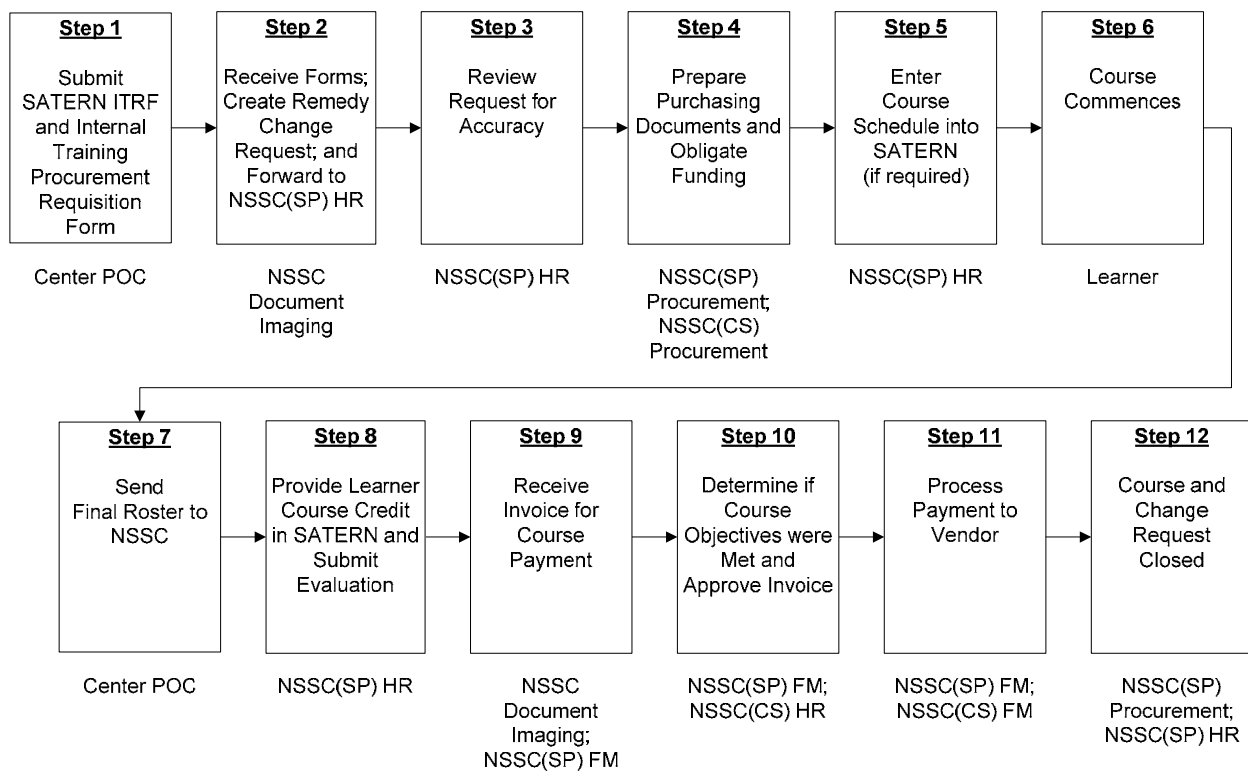 Step 1
Submit
SATERN ITRF
and Internal
Training
Procurement
Requisition
Form
Center POC
Step 2
Receive Forms;
Create Remedy
Change
Request; and
Forward to
NSSC(SP) HR
NSSC
Document
Imaging
Step 3
Review
Request for
Accuracy
NSSC(SP) HR
Step 4
Prepare
Purchasing
Documents and
Obligate
Funding
NSSC(SP)
Procurement;
NSSC(CS)
Procurement
Step 5
Enter
Course
Schedule into
SATERN
(if required)
NSSC(SP) HR
Step 6
Course
Commences
Learner
Step 7
Send
Final Roster to
NSSC
Center POC
Step 8
Provide Learner
Course Credit
in SATERN and
Submit
Evaluation
NSSC(SP) HR
Step 9
Receive
Invoice for
Course
Payment
NSSC
Document
Imaging;
NSSC(SP) FM
Step 10
Determine if
Course
Objectives were
Met and
Approve Invoice
NSSC(SP) FM;
NSSC(CS) HR
Step 11
Process
Payment to
Vendor
NSSC(SP) FM;
NSSC(CS) FM
Step 12
Course and
Change
Request
Closed
NSSC(SP)
Procurement;
NSSC(SP) HR